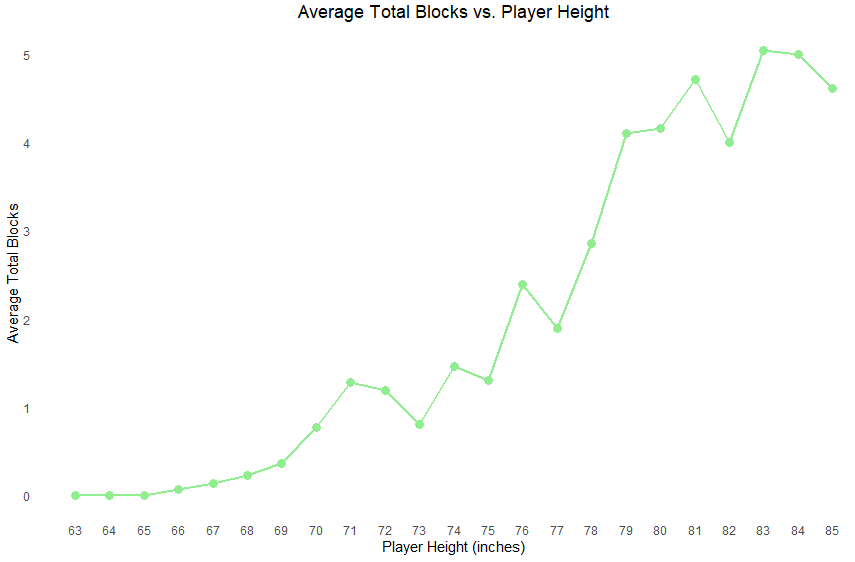 Average Total Blocks vs. Player Height
Average Total Blocks
5
4
3
2
1
0
63 64 65 66 67 68 69 70 71 72 73 74 75 76 77 78 79 80 81 82 83 84 85
Player Height (inches)